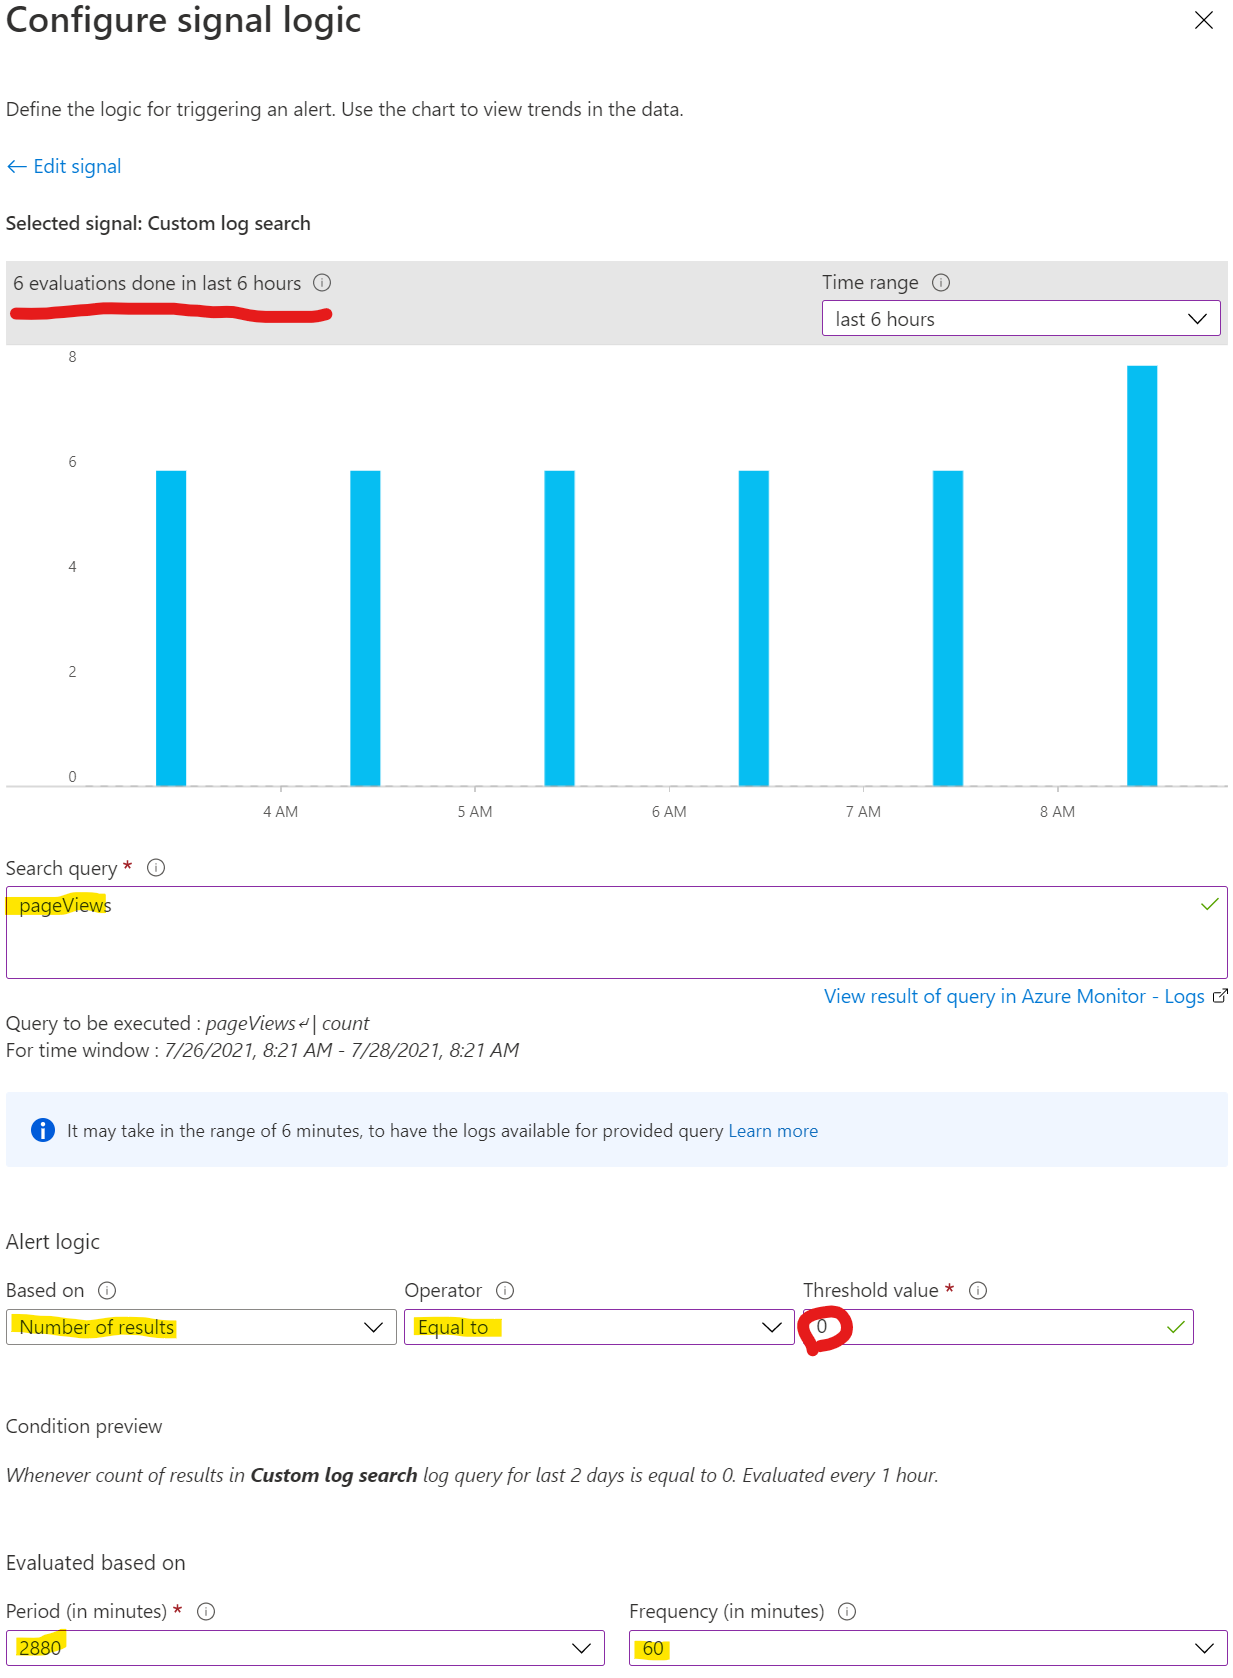 Configure signal logic
Define the logic for triggering an alert. Use the chart to view trends in the data.
← Edit signal
Selected signal: Custom log search
6 evaluations done in last 6 hours
Time range
last 6 hours
8
6
4
2
0
4 AM 5 AM 6 AM 7 AM 8 AM
Search query *
pageViews
View result of query in Azure Monitor - Logs
Query to be executed : pageViews↵| count
For time window : 7/26/2021, 8:21 AM - 7/28/2021, 8:21 AM
It may take in the range of 6 minutes, to have the logs available for provided query Learn more
Alert logic
Based on Operator Threshold value *
Number of results Equal to 0
Condition preview
Whenever count of results in Custom log search log query for last 2 days is equal to 0. Evaluated every 1 hour.
Evaluated based on
Period (in minutes) * Frequency (in minutes)
2880 60